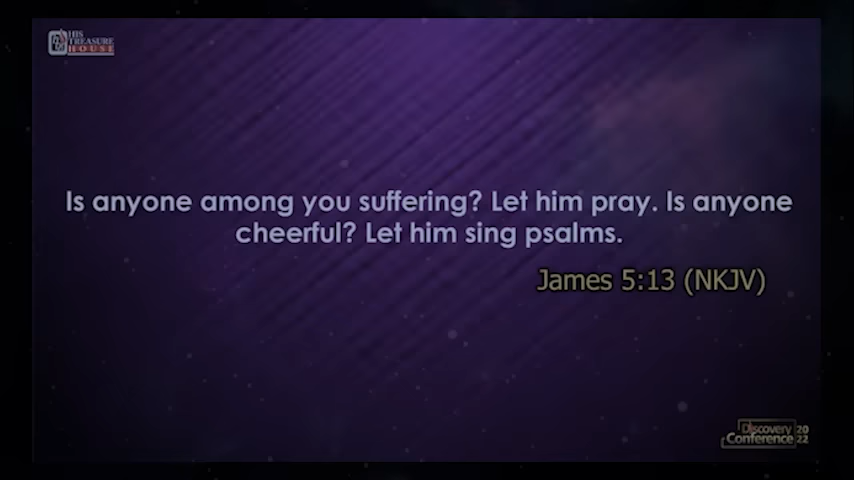 HIS
TREASURE
HOUSE
Is anyone among you suffering? Let him pray. Is anyone
cheerful? Let him sing psalms.
James 5:13 (NKJV)
Discovery
Conference
20
22